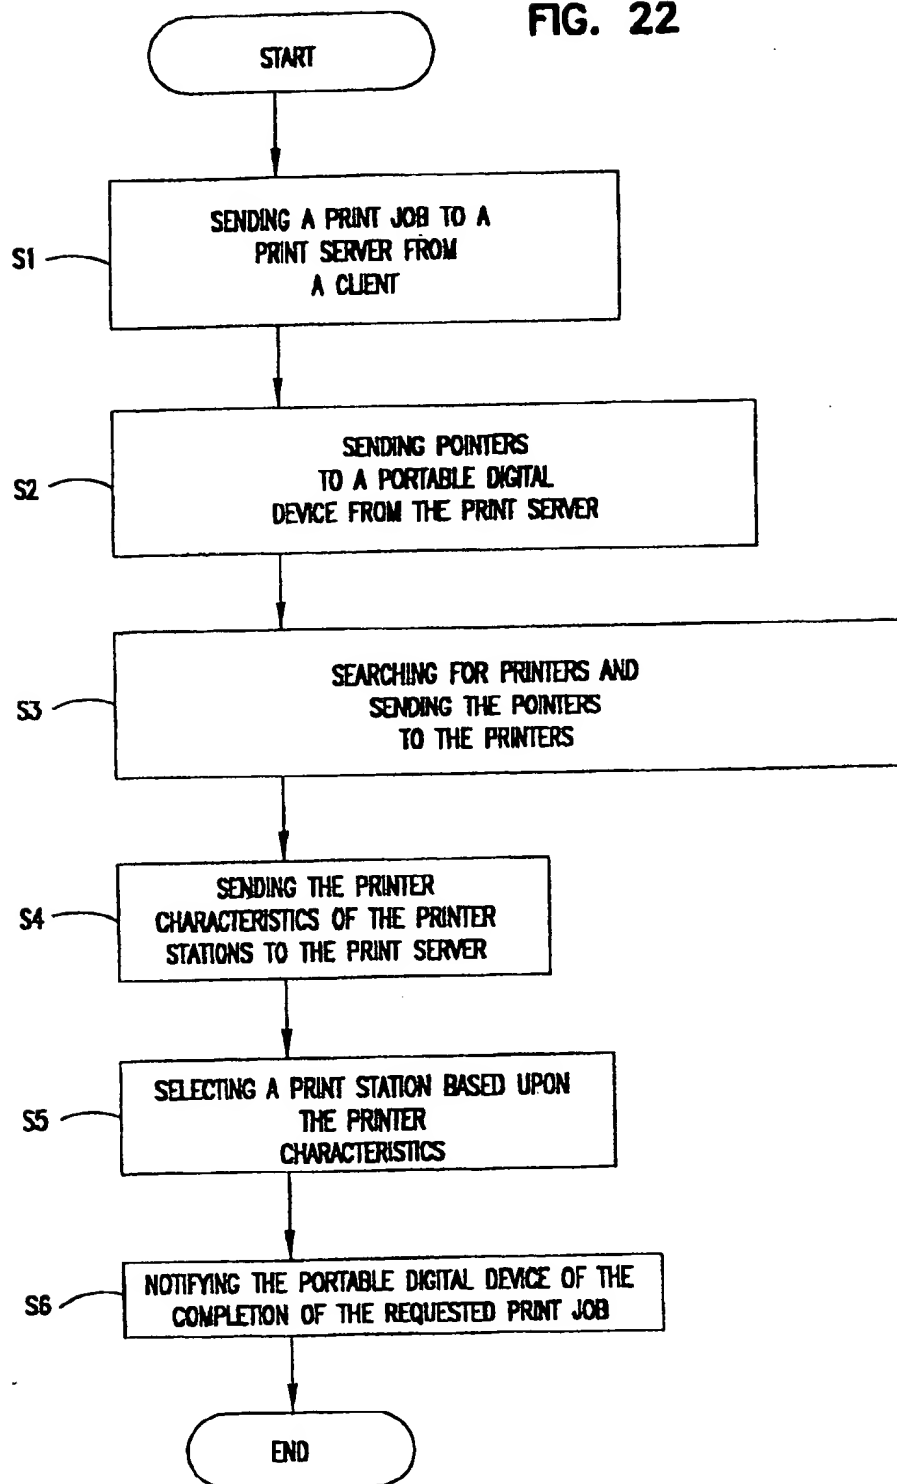 FIG. 22
START
S1
SENDING A PRINT JOB TO A
PRINT SERVER FROM
A CLIENT
S2
SENDING POINTERS
TO A PORTABLE DIGITAL
DEVICE FROM THE PRINT SERVER
S3
SEARCHING FOR PRINTERS AND
SENDING THE POINTERS
TO THE PRINTERS
S4
SENDING THE PRINTER
CHARACTERISTICS OF THE PRINTER
STATIONS TO THE PRINT SERVER
S5
SELECTING A PRINT STATION BASED UPON
THE PRINTER
CHARACTERISTICS
S6
NOTIFYING THE PORTABLE DIGITAL DEVICE OF THE
COMPLETION OF THE REQUESTED PRINT JOB
END